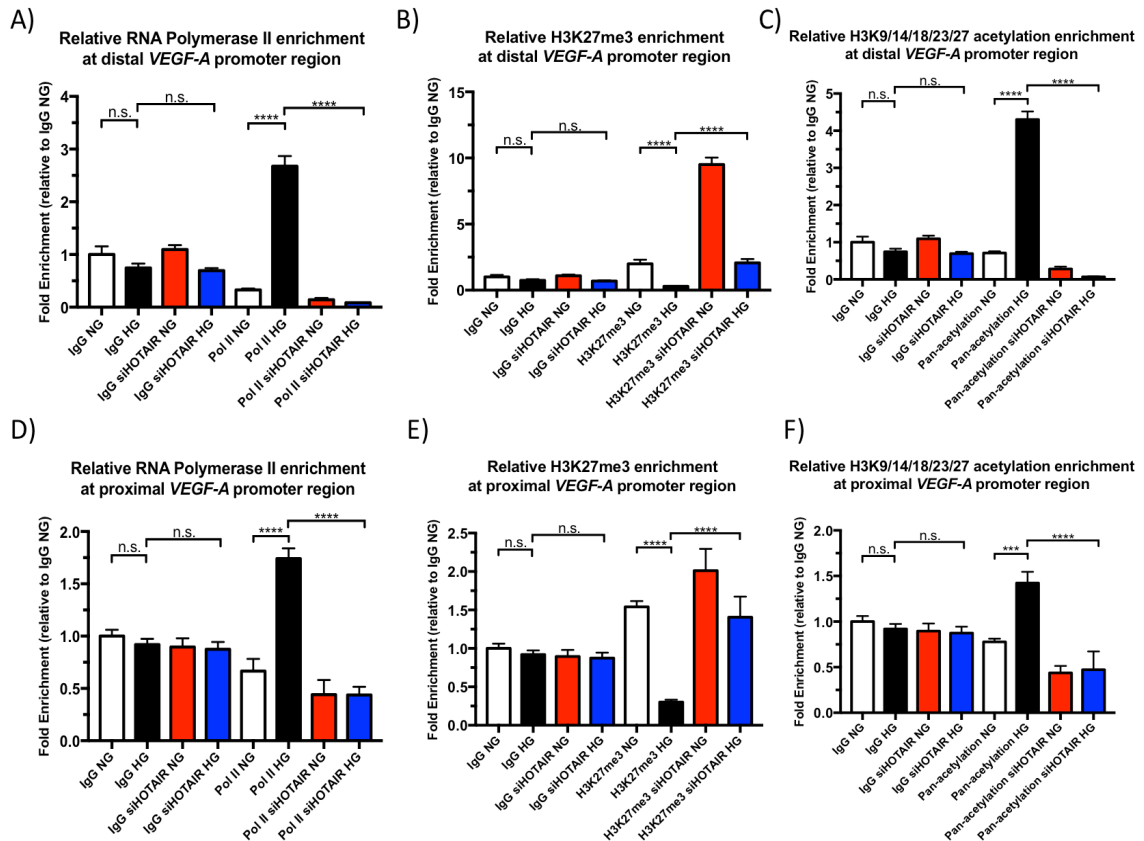 A)
Relative RNA Polymerase II enrichment
at distal VEGF-A promoter region
Fold Enrichment (relative to IgG NG)
4
3
2
1
0
n.s.
n.s.
****
****
IgG NG
IgG HG
IgG siHOTAIR NG
IgG siHOTAIR HG
Pol II NG
Pol II HG
Pol II siHOTAIR NG
Pol II siHOTAIR HG
B)
Relative H3K27me3 enrichment
at distal VEGF-A promoter region
Fold Enrichment (relative to IgG NG)
15
10.0
7.5
5.0
2.5
0
n.s.
n.s.
****
****
IgG NG
IgG HG
IgG siHOTAIR NG
IgG siHOTAIR HG
H3K27me3 NG
H3K27me3 HG
H3K27me3 siHOTAIR NG
H3K27me3 siHOTAIR HG
C)
Relative H3K9/14/18/23/27 acetylation enrichment
at distal VEGF-A promoter region
Fold Enrichment (relative to IgG NG)
5
4
3
2
1
0
n.s.
n.s.
****
****
IgG NG
IgG HG
IgG siHOTAIR NG
IgG siHOTAIR HG
Pan-acetylation NG
Pan-acetylation HG
Pan-acetylation siHOTAIR NG
Pan-acetylation siHOTAIR HG
D)
Relative RNA Polymerase II enrichment
at proximal VEGF-A promoter region
Fold Enrichment (relative to IgG NG)
2.0
1.5
1.0
0.5
0.0
n.s.
n.s.
****
****
IgG NG
IgG HG
IgG siHOTAIR NG
IgG siHOTAIR HG
Pol II NG
Pol II HG
Pol II siHOTAIR NG
Pol II siHOTAIR HG
E)
Relative H3K27me3 enrichment
at proximal VEGF-A promoter region
Fold Enrichment (relative to IgG NG)
2.5
2.0
1.5
1.0
0.5
0.0
n.s.
n.s.
****
****
IgG NG
IgG HG
IgG siHOTAIR NG
IgG siHOTAIR HG
H3K27me3 NG
H3K27me3 HG
H3K27me3 siHOTAIR NG
H3K27me3 siHOTAIR HG
F)
Relative H3K9/14/18/23/27 acetylation enrichment
at proximal VEGF-A promoter region
Fold Enrichment (relative to IgG NG)
2.0
1.5
1.0
0.5
0.0
n.s.
n.s.
***
****
IgG NG
IgG HG
IgG siHOTAIR NG
IgG siHOTAIR HG
Pan-acetylation NG
Pan-acetylation HG
Pan-acetylation siHOTAIR NG
Pan-acetylation siHOTAIR HG